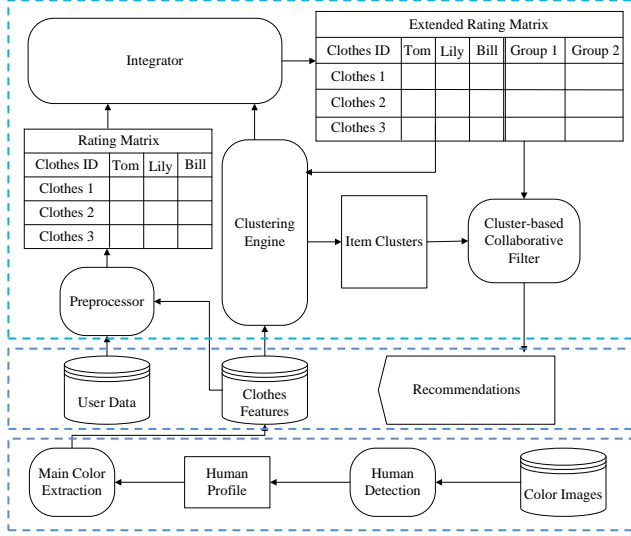 Extended Rating Matrix
Clothes ID Tom Lily Bill Group 1 Group 2
Clothes 1
Clothes 2
Clothes 3
Integrator
Rating Matrix
Clothes ID Tom Lily Bill
Clothes 1
Clothes 2
Clothes 3
Clustering
Engine
Item Clusters
Cluster-based
Collaborative
Filter
Preprocessor
User Data
Clothes
Features
Recommendations
Main Color
Extraction
Human
Profile
Human
Detection
Color Images